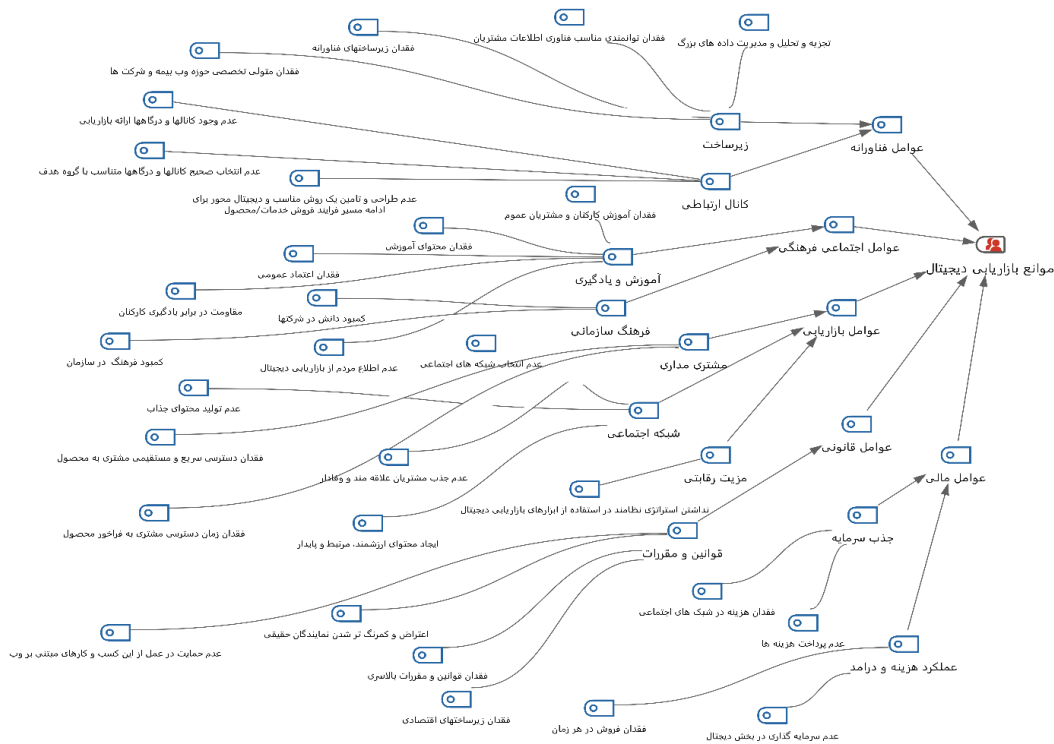 فقدان توانمندی مناسب فناوری اطلاعات مشتریان
تجزیه و تحلیل و مدیریت داده های بزرگ
فقدان زیرساختهای فناورانه
فقدان متولی تخصصی حوزه وب بیمه و شرکت ها
عدم وجود کانالها و درگاهها ارائه بازاریابی
زیرساخت
عوامل فناورانه
عدم انتخاب صحیح کانالها و درگاهها متناسب با گروه هدف
عدم طراحی و تامین یک روش مناسب و دیجیتال محور برای
ادامه مسیر فرایند فروش خدمات/محصول
کانال ارتباطی
فقدان آموزش کارکنان و مشتریان عموم
فقدان محتوای آموزشی
عوامل اجتماعی فرهنگی
موانع بازاریابی دیجیتال
فقدان اعتماد عمومی
آموزش و یادگیری
مقاومت در برابر یادگیری کارکنان
کمبود دانش در شرکتها
فرهنگ سازمانی
عوامل بازاریابی
کمبود فرهنگ در سازمان
عدم اطلاع مردم از بازاریابی دیجیتال
عدم انتخاب شبکه های اجتماعی
مشتری مداری
عدم تولید محتوای جذاب
شبکه اجتماعی
عوامل قانونی
فقدان دسترسی سریع و مستقیمی مشتری به محصول
عدم جذب مشتریان علاقه مند و وفادار
مزیت رقابتی
عوامل مالی
نداشتن استراتژی نظامند در استفاده از ابرارهای بازاریابی دیجیتال
فقدان زمان دسترسی مشتری به فراخور محصول
ایجاد محتوای ارزشمند، مرتبط و پایدار
قوانین و مقررات
جذب سرمایه
فقدان هزینه در شبک های اجتماعی
اعتراض و کمرنگ تر شدن نمایندگان حقیقی
عدم پرداخت هزینه ها
عدم حمایت در عمل از این کسب و کارهای مبتنی بر وب
عملکرد هزینه و درامد
فقدان قوانین و مقررات بالاسری
فقدان زیرساختهای اقتصادی
فقدان فروش در هر زمان
عدم سرمایه گذاری در بخش دیجتال